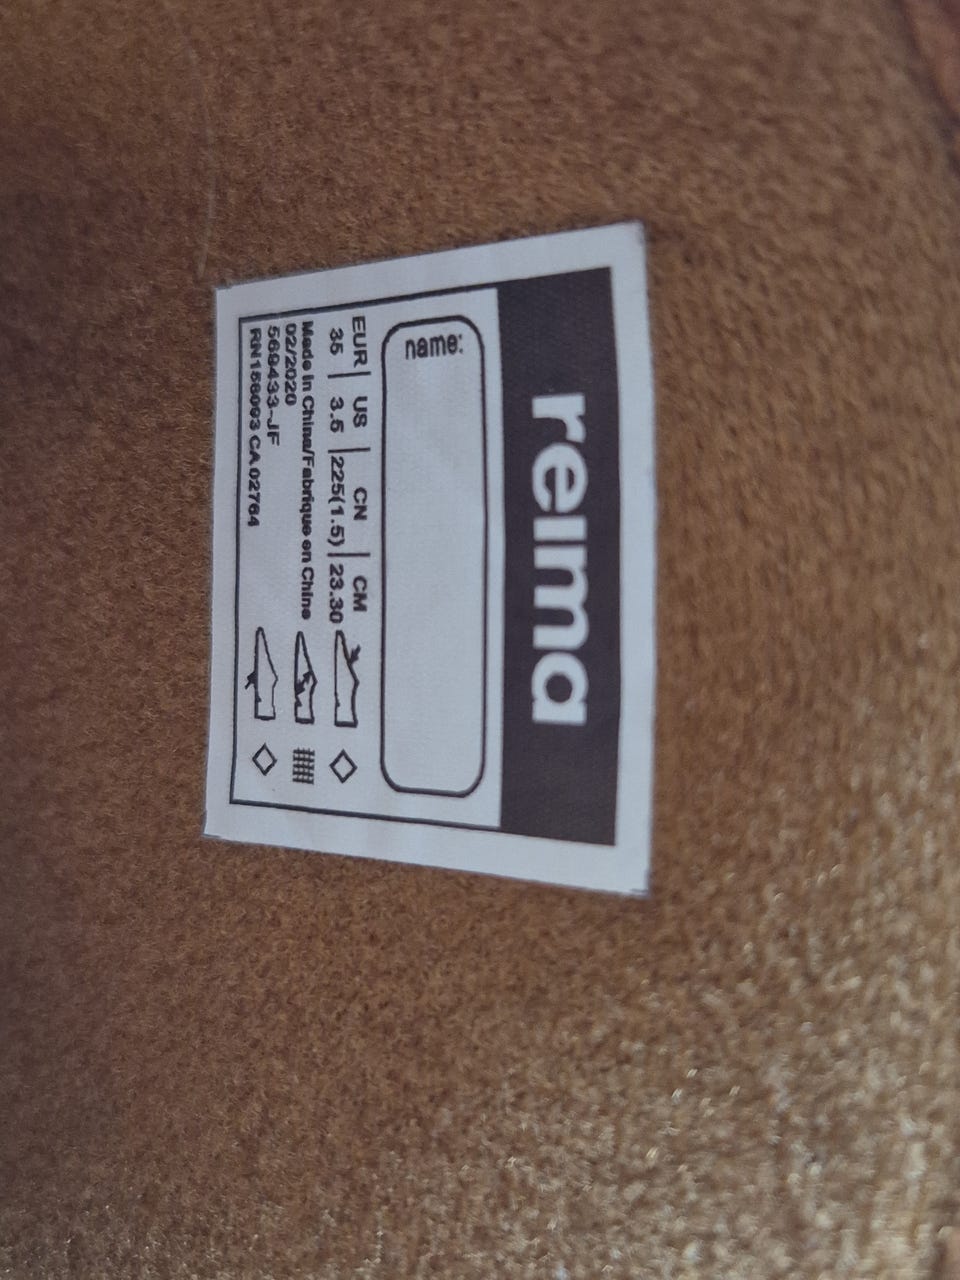 reima
name:
EUR | US | CN | CM
35 | 3.5 | 225(1.5) | 23.30
Made in China/Fabriqué en Chine
02/2020
569433-JF
RN156093 CA 02764